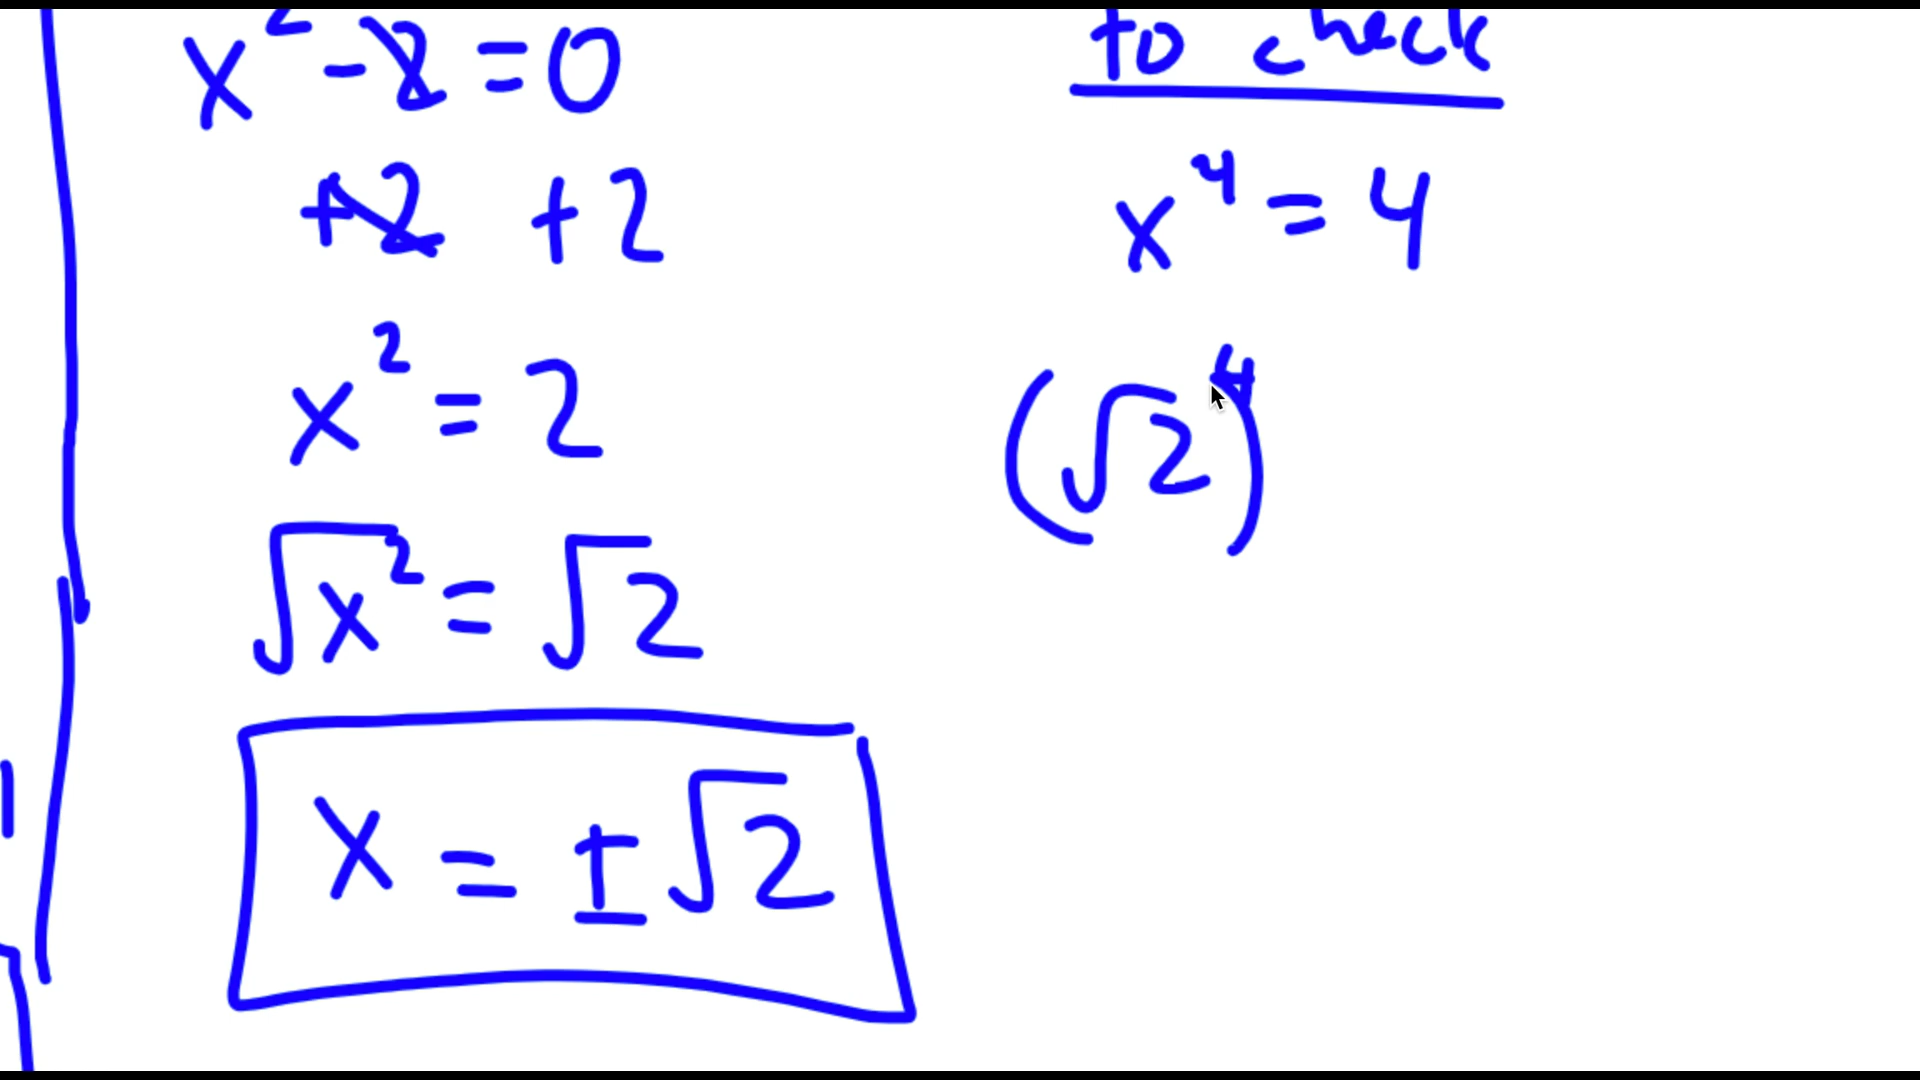 x² - 2 = 0
+2 +2
x² = 2
√x² = √2
x = ±√2
to check
x⁴ = 4
(√2)⁴